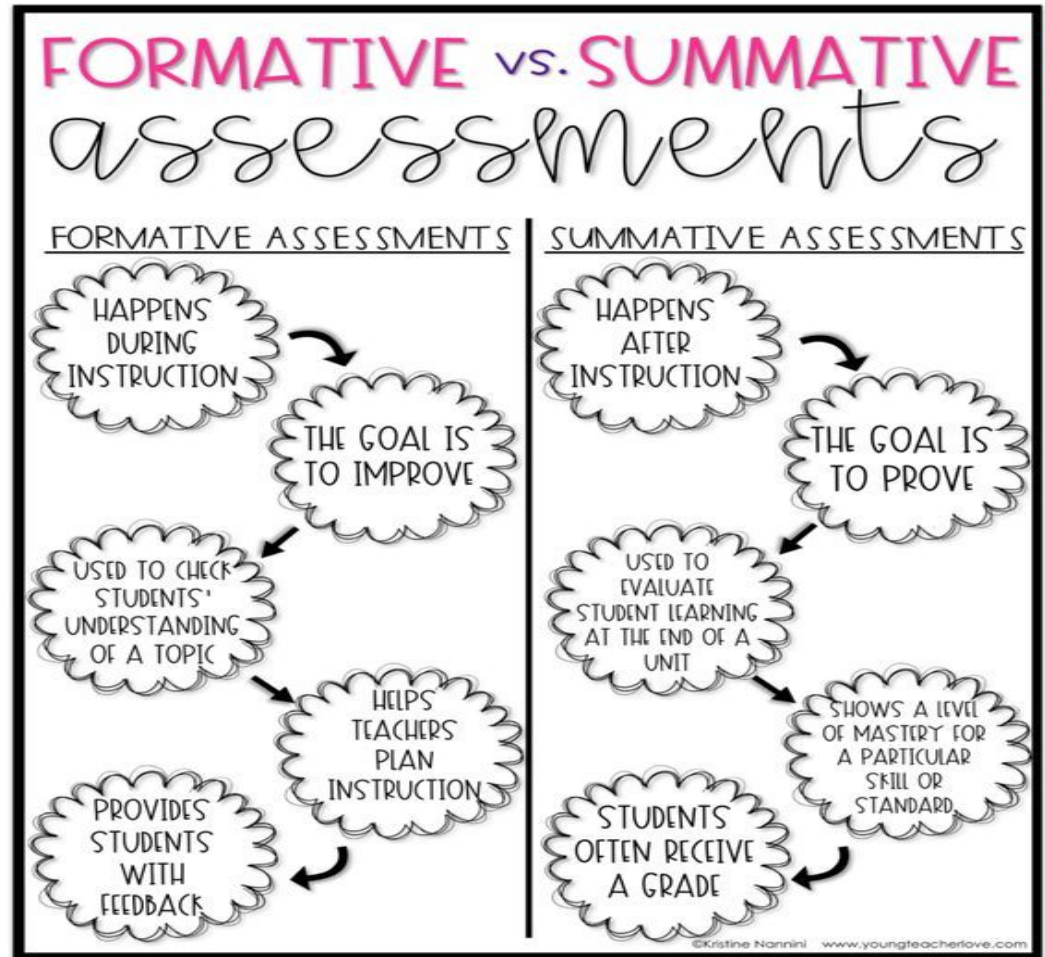 FORMATIVE vs. SUMMATIVE
assessments
FORMATIVE ASSESSMENTS
HAPPENS
DURING
INSTRUCTION
THE GOAL IS
TO IMPROVE
USED TO CHECK
STUDENTS'
UNDERSTANDING
OF A TOPIC
HELPS
TEACHERS
PLAN
INSTRUCTION
PROVIDES
STUDENTS
WITH
FEEDBACK
SUMMATIVE ASSESSMENTS
HAPPENS
AFTER
INSTRUCTION
THE GOAL IS
TO PROVE
USED TO
EVALUATE
STUDENT LEARNING
AT THE END OF A
UNIT
SHOWS A LEVEL
OF MASTERY FOR
A PARTICULAR
SKILL OR
STANDARD
STUDENTS
OFTEN RECEIVE
A GRADE
©Kristine Nannini www.youngteacherlove.com